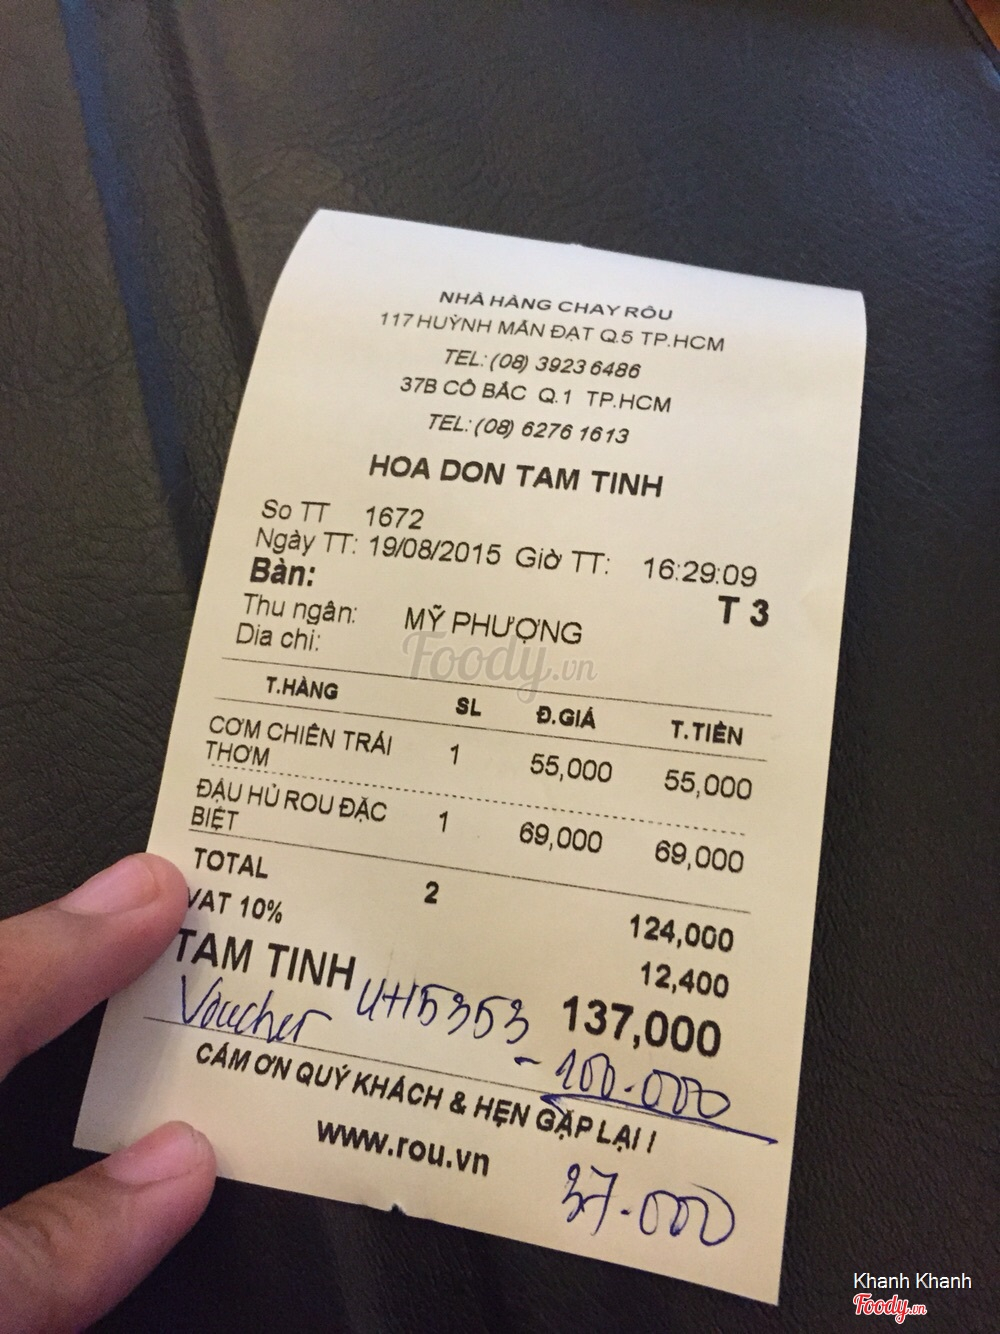 NHÀ HÀNG CHAY RÔU
117 HUỲNH MẪN ĐẠT Q.5 TP.HCM
TEL: (08) 3923 6486
37B CÔ BẮC Q.1 TP.HCM
TEL: (08) 6276 1613
HOA DON TAM TINH
So TT 1672
Ngày TT: 19/08/2015 Giờ TT: 16:29:09
Bàn: T 3
Thu ngân: MỸ PHƯỢNG
Dia chi:
Foody.vn
T.HÀNG SL Đ.GIÁ T.TIỀN
CƠM CHIÊN TRÁI THƠM 1 55,000 55,000
ĐẬU HỦ ROU ĐẶC BIỆT 1 69,000 69,000
TOTAL 2 124,000
VAT 10% 12,400
TAM TINH 137,000
Voucher UH5353 - 100.000
CÁM ƠN QUÝ KHÁCH & HẸN GẶP LẠI !
www.rou.vn
37.000
Khanh Khanh
Foody.vn